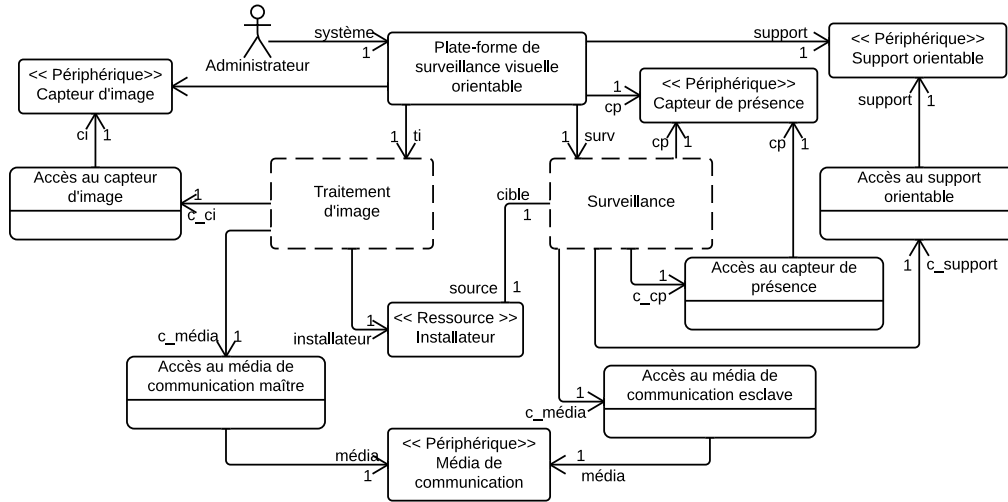 système
1
Administrateur
Plate-forme de
surveillance visuelle
orientable
support
1
<< Périphérique>>
Support orientable
<< Périphérique>>
Capteur d'image
<< Périphérique>>
Capteur de présence
cp
1
ci
1
1
ti
1
surv
cp
1
cp
1
support
1
Accès au capteur
d'image
1
c_ci
Traitement
d'image
cible
1
Surveillance
Accès au support
orientable
1
c_support
Accès au capteur de
présence
1
c_cp
source
1
<< Ressource >>
Installateur
1
installateur
c_média
1
Accès au média de
communication maître
Accès au média de
communication esclave
1
c_média
média
1
<< Périphérique>>
Média de
communication
1
média